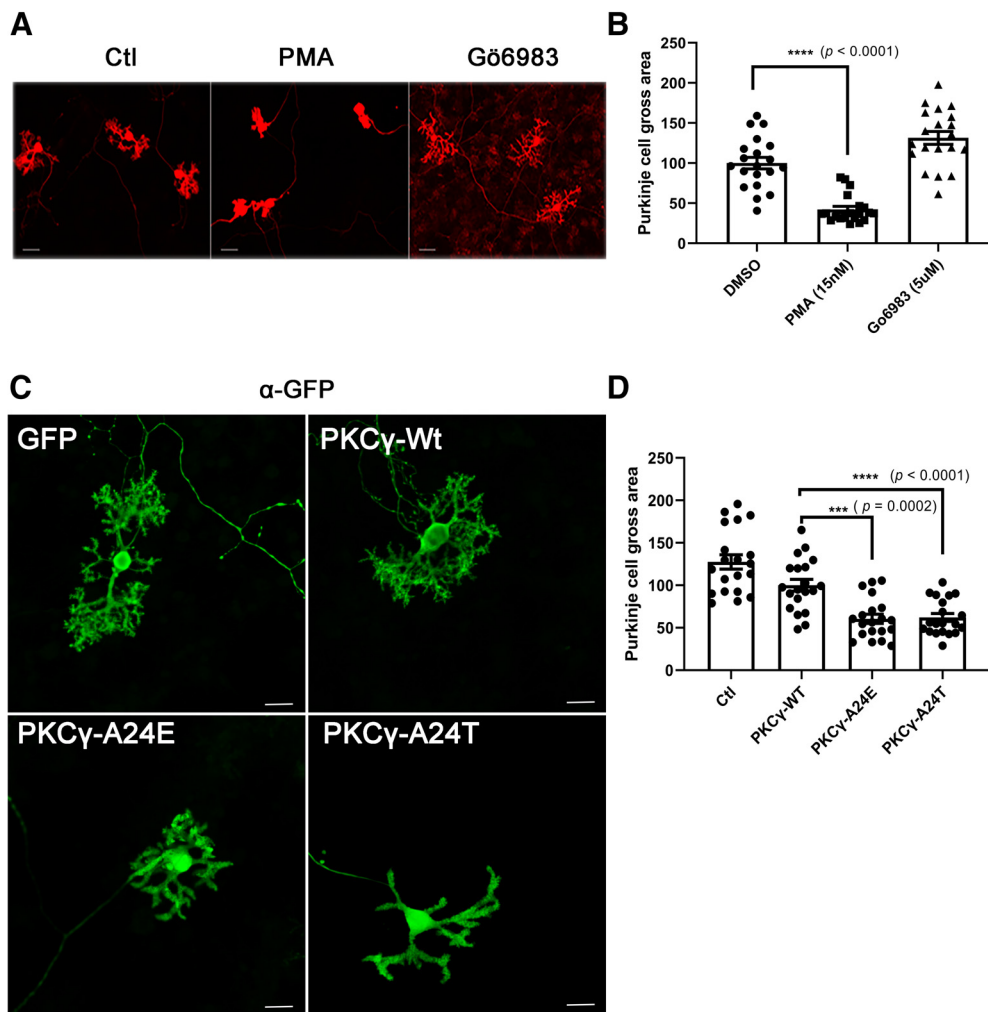 A
Ctl PMA Gö6983
B
**** (p < 0.0001)
Purkinje cell gross area
250
200
150
100
50
0
DMSO
PMA (15nM)
Go6983 (5uM)
C
α-GFP
GFP
PKCγ-Wt
PKCγ-A24E
PKCγ-A24T
D
**** (p < 0.0001)
*** ( p = 0.0002)
Purkinje cell gross area
250
200
150
100
50
0
Ctl
PKCγ-WT
PKCγ-A24E
PKCγ-A24T